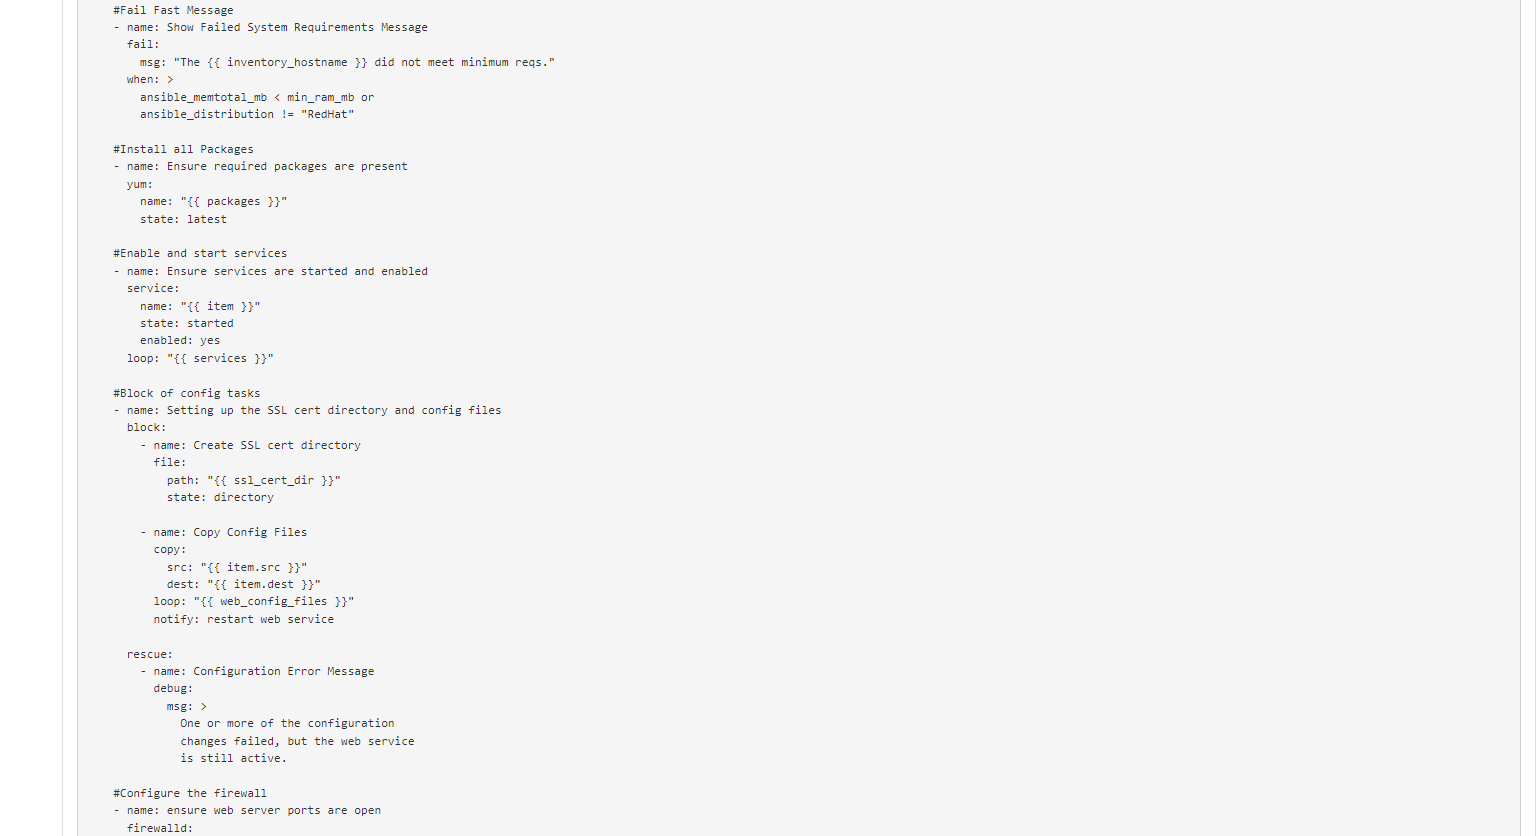 #Fail Fast Message
- name: Show Failed System Requirements Message
  fail:
    msg: "The {{ inventory_hostname }} did not meet minimum reqs."
  when: >
    ansible_memtotal_mb < min_ram_mb or
    ansible_distribution != "RedHat"

#Install all Packages
- name: Ensure required packages are present
  yum:
    name: "{{ packages }}"
    state: latest

#Enable and start services
- name: Ensure services are started and enabled
  service:
    name: "{{ item }}"
    state: started
    enabled: yes
  loop: "{{ services }}"

#Block of config tasks
- name: Setting up the SSL cert directory and config files
  block:
    - name: Create SSL cert directory
      file:
        path: "{{ ssl_cert_dir }}"
        state: directory

    - name: Copy Config Files
      copy:
        src: "{{ item.src }}"
        dest: "{{ item.dest }}"
      loop: "{{ web_config_files }}"
      notify: restart web service

  rescue:
    - name: Configuration Error Message
      debug:
        msg: >
          One or more of the configuration
          changes failed, but the web service
          is still active.

#Configure the firewall
- name: ensure web server ports are open
  firewalld: